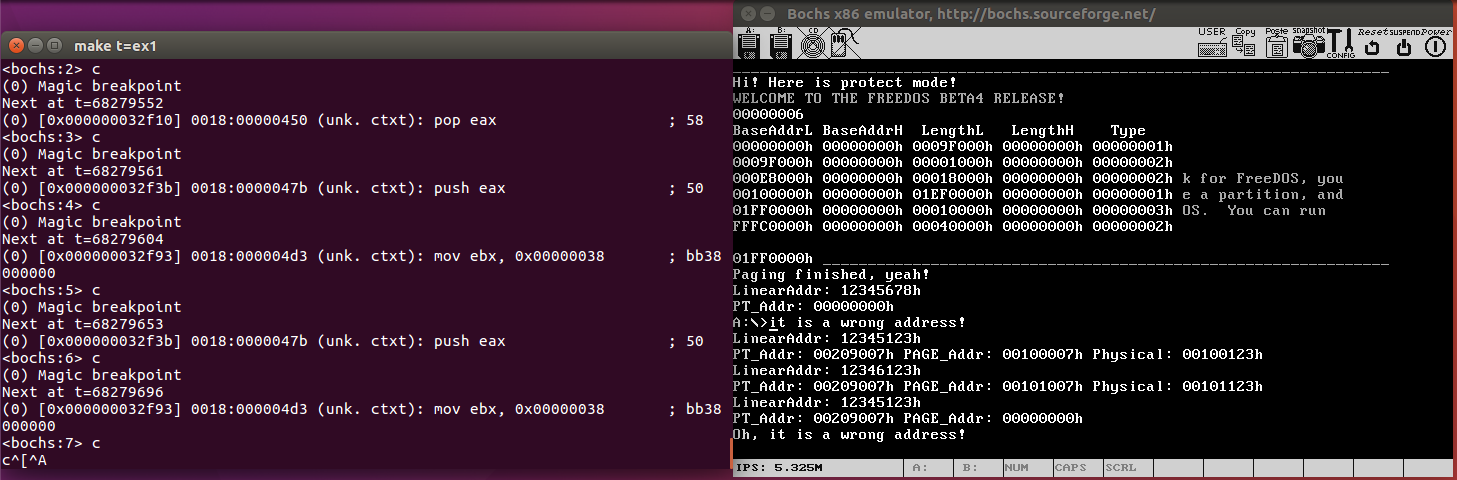 make t=ex1
<bochs:2> c
(0) Magic breakpoint
Next at t=68279552
(0) [0x000000032f10] 0018:00000450 (unk. ctxt): pop eax ; 58
<bochs:3> c
(0) Magic breakpoint
Next at t=68279561
(0) [0x000000032f3b] 0018:0000047b (unk. ctxt): push eax ; 50
<bochs:4> c
(0) Magic breakpoint
Next at t=68279604
(0) [0x000000032f93] 0018:000004d3 (unk. ctxt): mov ebx, 0x00000038 ; bb38
000000
<bochs:5> c
(0) Magic breakpoint
Next at t=68279653
(0) [0x000000032f3b] 0018:0000047b (unk. ctxt): push eax ; 50
<bochs:6> c
(0) Magic breakpoint
Next at t=68279696
(0) [0x000000032f93] 0018:000004d3 (unk. ctxt): mov ebx, 0x00000038 ; bb38
000000
<bochs:7> c
c^[^A
Bochs x86 emulator, http://bochs.sourceforge.net/
A: B: CD USER Copy Paste Snapshot CONFIG Reset SUSPEND Power
Hi! Here is protect mode!
WELCOME TO THE FREEDOS BETA4 RELEASE!
00000006
BaseAddrL BaseAddrH LengthL LengthH Type
00000000h 00000000h 0009F000h 00000000h 00000001h
0009F000h 00000000h 00001000h 00000000h 00000002h
000E8000h 00000000h 00018000h 00000000h 00000002h k for FreeDOS, you
00100000h 00000000h 01EF0000h 00000000h 00000001h e a partition, and
01FF0000h 00000000h 00010000h 00000000h 00000003h OS. You can run
FFFC0000h 00000000h 00040000h 00000000h 00000002h
01FF0000h
Paging finished, yeah!
LinearAddr: 12345678h
PT_Addr: 00000000h
A:\>it is a wrong address!
LinearAddr: 12345123h
PT_Addr: 00209007h PAGE_Addr: 00100007h Physical: 00100123h
LinearAddr: 12346123h
PT_Addr: 00209007h PAGE_Addr: 00101007h Physical: 00101123h
LinearAddr: 12345123h
PT_Addr: 00209007h PAGE_Addr: 00000000h
Oh, it is a wrong address!
IPS: 5.325M A: B: NUM CAPS SCRL